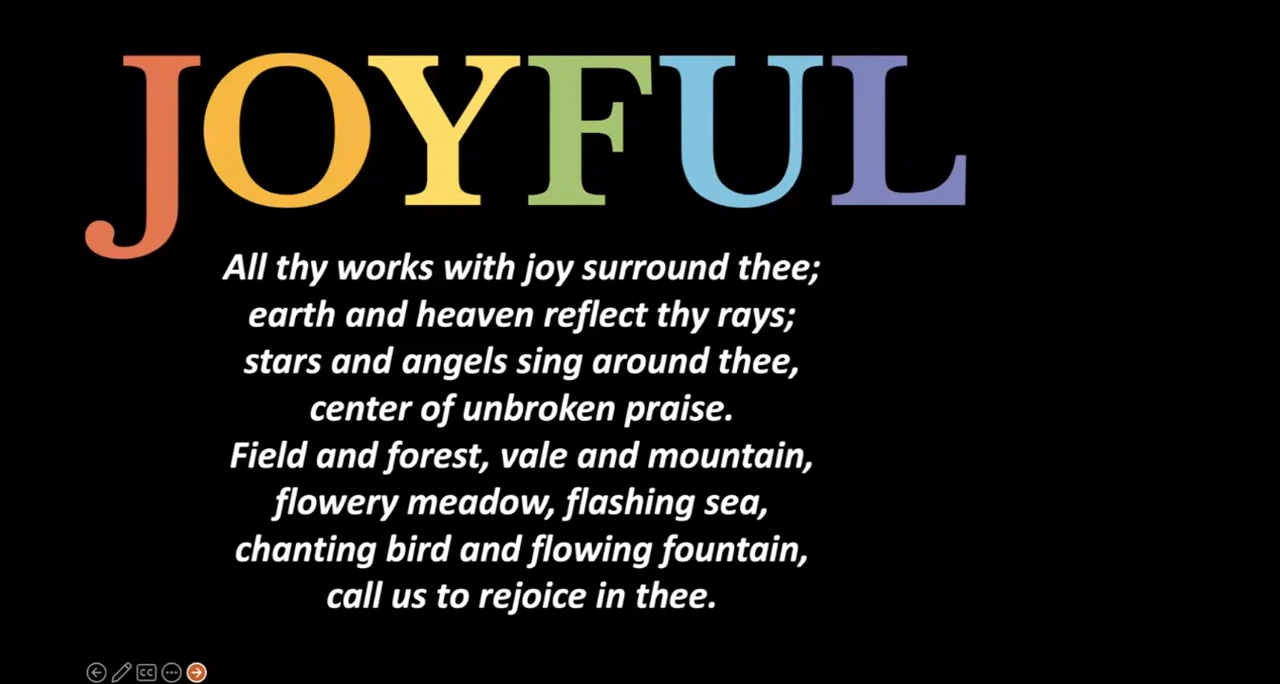 JOYFUL
All thy works with joy surround thee;
earth and heaven reflect thy rays;
stars and angels sing around thee,
center of unbroken praise.
Field and forest, vale and mountain,
flowery meadow, flashing sea,
chanting bird and flowing fountain,
call us to rejoice in thee.
CC